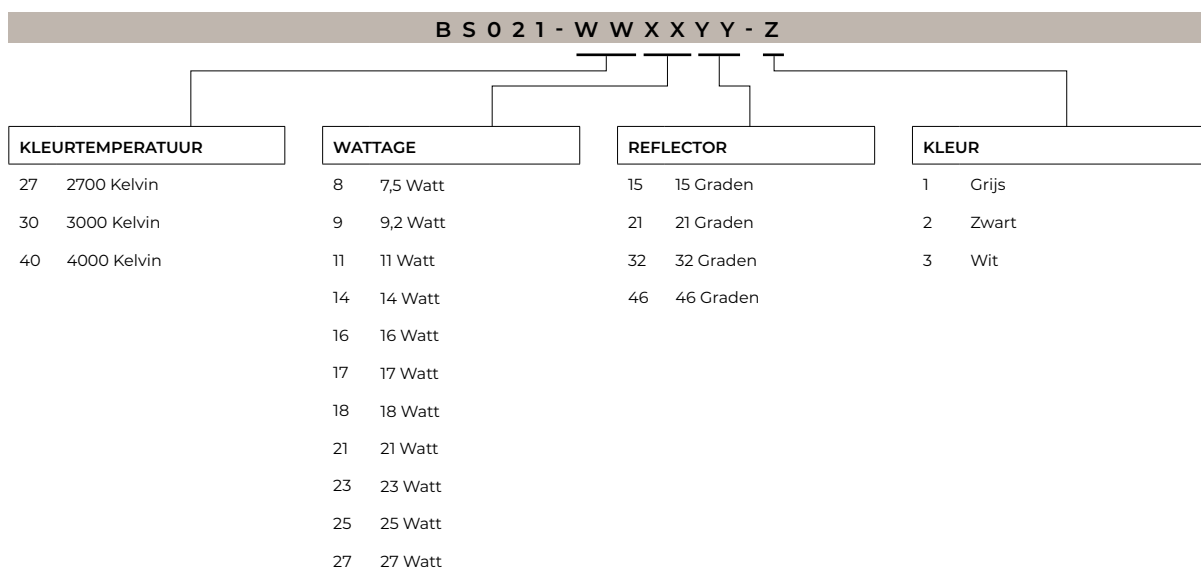 BS021-WWXXYY-Z
KLEURTEMPERATUUR
27 2700 Kelvin
30 3000 Kelvin
40 4000 Kelvin
WATTAGE
8 7,5 Watt
9 9,2 Watt
11 11 Watt
14 14 Watt
16 16 Watt
17 17 Watt
18 18 Watt
21 21 Watt
23 23 Watt
25 25 Watt
27 27 Watt
REFLECTOR
15 15 Graden
21 21 Graden
32 32 Graden
46 46 Graden
KLEUR
1 Grijs
2 Zwart
3 Wit